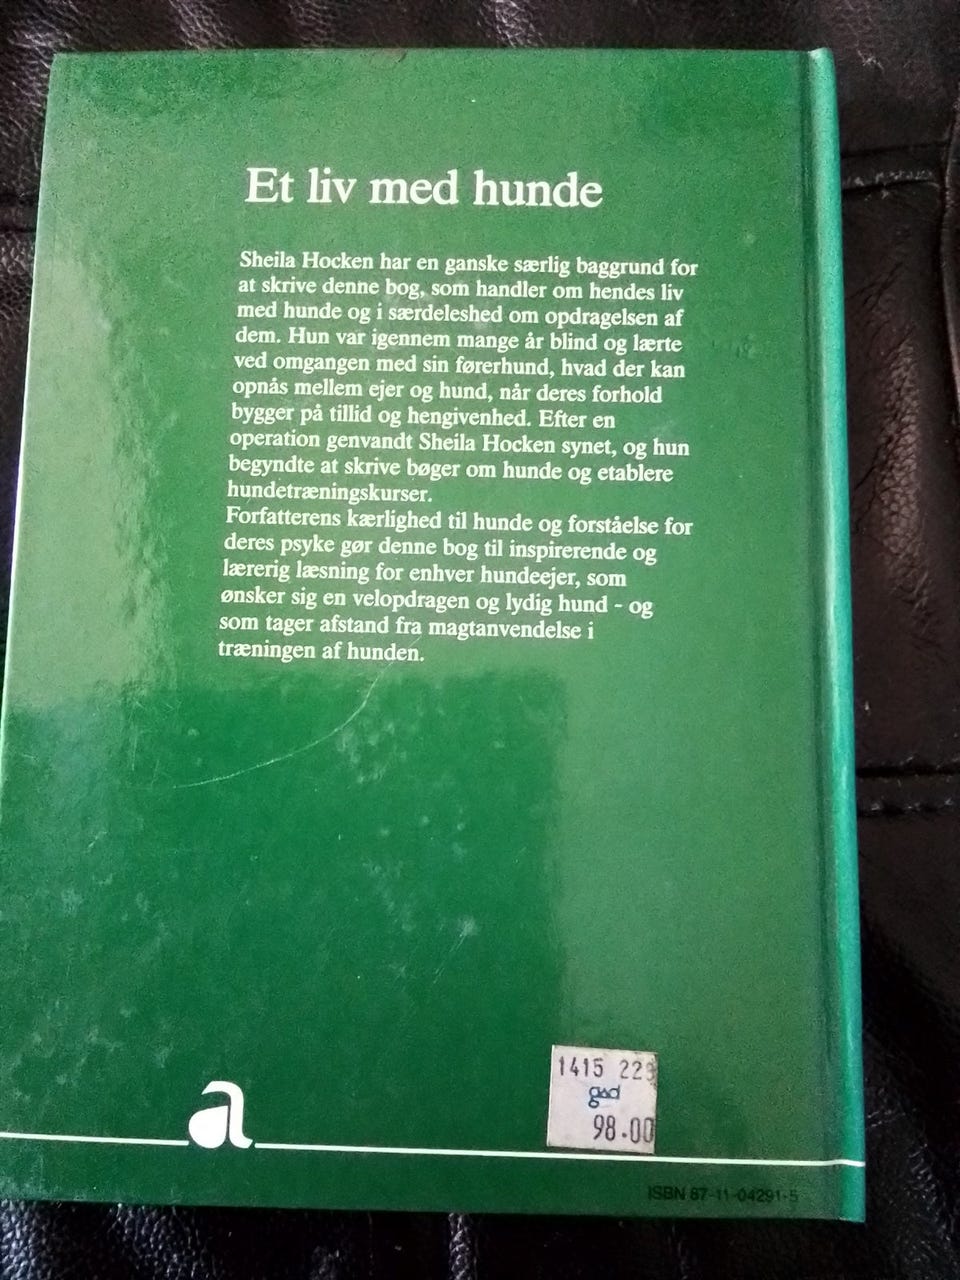 Et liv med hunde
Sheila Hocken har en ganske særlig baggrund for
at skrive denne bog, som handler om hendes liv
med hunde og i særdeleshed om opdragelsen af
dem. Hun var igennem mange år blind og lærte
ved omgangen med sin førerhund, hvad der kan
opnås mellem ejer og hund, når deres forhold
bygger på tillid og hengivenhed. Efter en
operation genvandt Sheila Hocken synet, og hun
begyndte at skrive bøger om hunde og etablere
hundetræningskurser.
Forfatterens kærlighed til hunde og forståelse for
deres psyke gør denne bog til inspirerende og
lærerig læsning for enhver hundeejer, som
ønsker sig en velopdragen og lydig hund - og
som tager afstand fra magtanvendelse i
træningen af hunden.
1415 223
gad
98.00
a
ISBN 87-11-04291-5